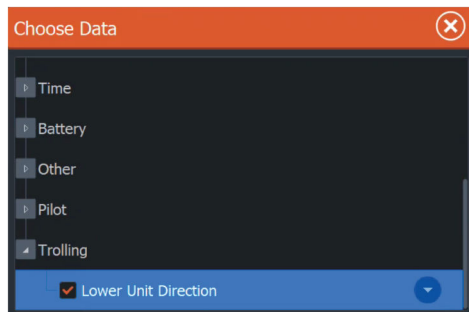 Choose Data
Time
Battery
Other
Pilot
Trolling
Lower Unit Direction